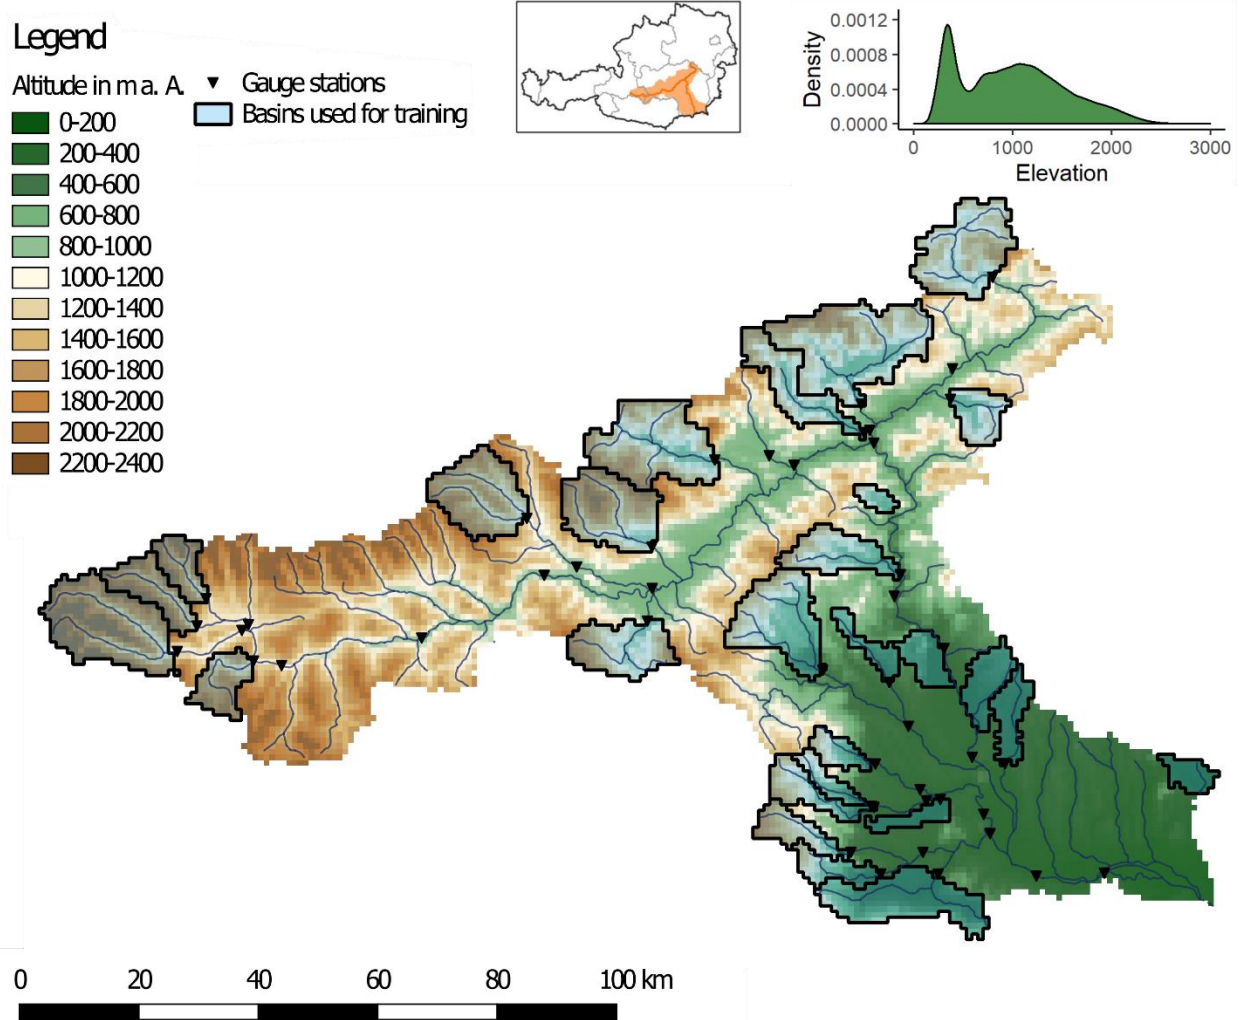 Legend
Altitude in m a. A.
0-200
200-400
400-600
600-800
800-1000
1000-1200
1200-1400
1400-1600
1600-1800
1800-2000
2000-2200
2200-2400
Gauge stations
Basins used for training
Density
0.0012
0.0008
0.0004
0.0000
0 1000 2000 3000
Elevation
0 20 40 60 80 100 km